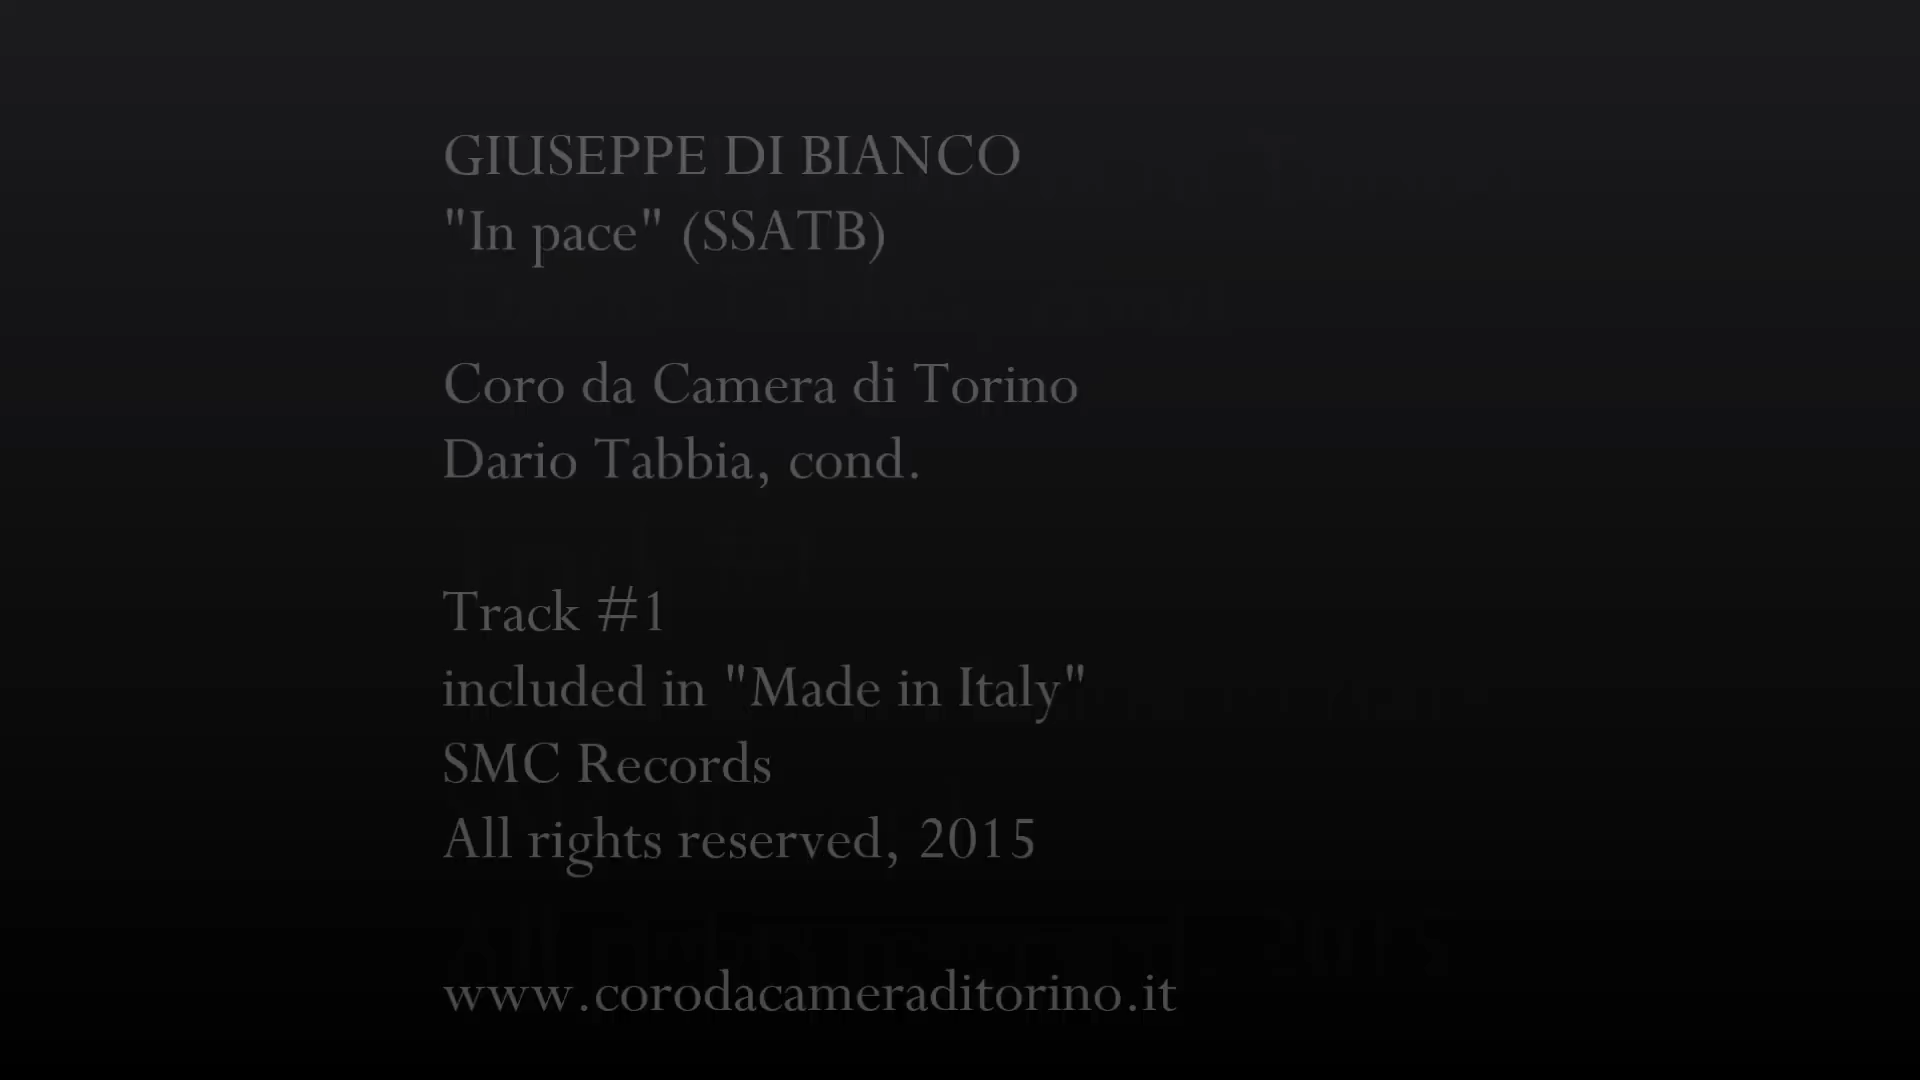 GIUSEPPE DI BIANCO
"In pace" (SSATB)
Coro da Camera di Torino
Dario Tabbia, cond.
Track #1
included in "Made in Italy"
SMC Records
All rights reserved, 2015
www.corodacameraditorino.it